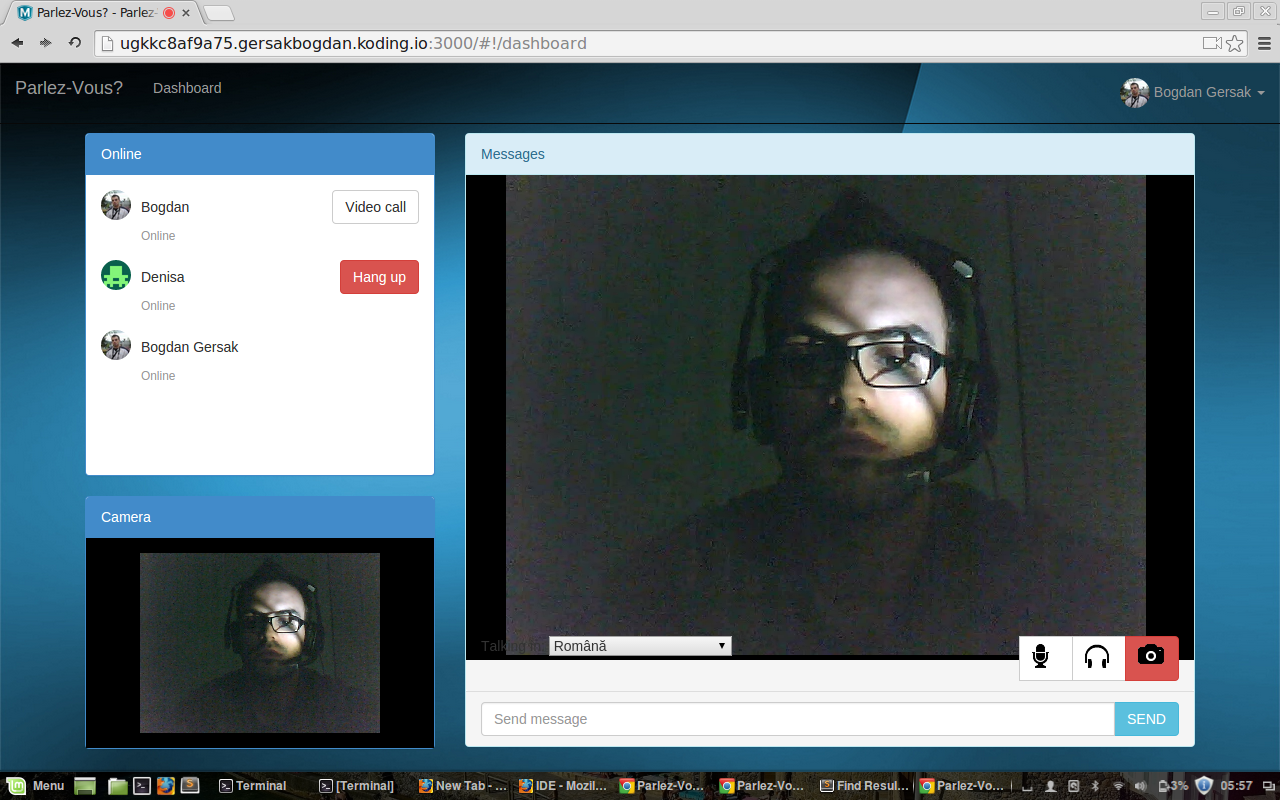 Parlez-Vous? - Parlez-
ugkkc8af9a75.gersakbogdan.koding.io:3000/#!/dashboard
Parlez-Vous? Dashboard Bogdan Gersak
Online
Bogdan Video call
Online
Denisa Hang up
Online
Bogdan Gersak
Online
Camera
Messages
Română
Send message SEND
Menu Terminal [Terminal] New Tab - ... IDE - Mozil... Parlez-Vo... Parlez-Vo... Find Resul... Parlez-Vo... 3% 05:57